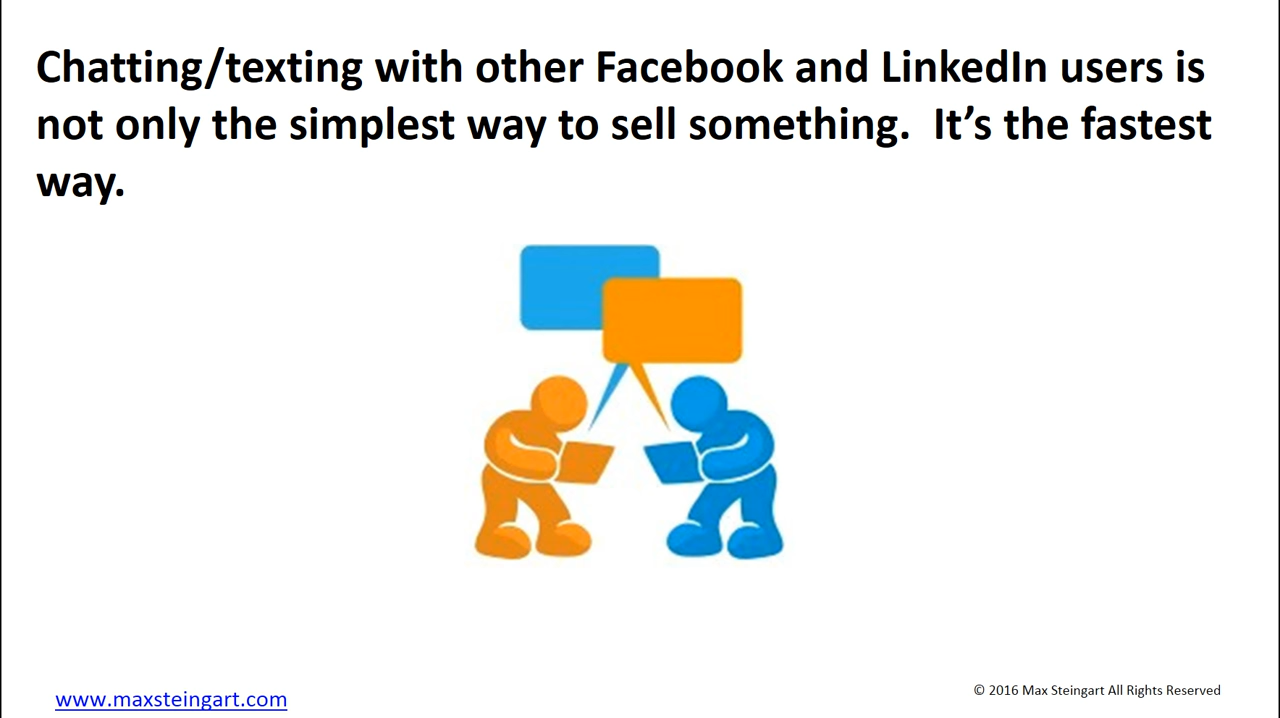 Chatting/texting with other Facebook and LinkedIn users is
not only the simplest way to sell something.  It’s the fastest
way.
www.maxsteingart.com
© 2016 Max Steingart All Rights Reserved